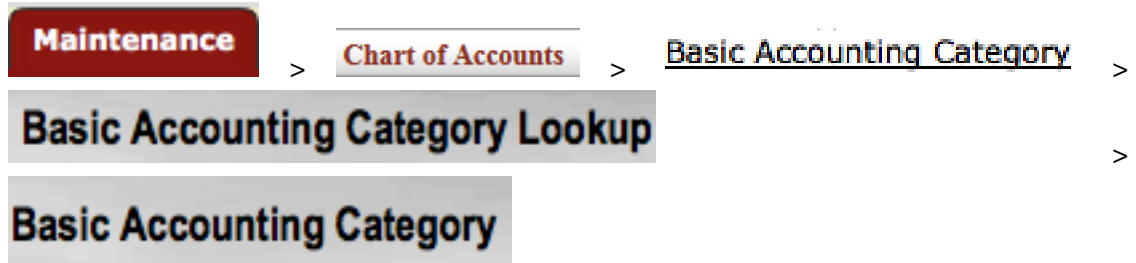 Maintenance > Chart of Accounts > Basic Accounting Category >
Basic Accounting Category Lookup >
Basic Accounting Category